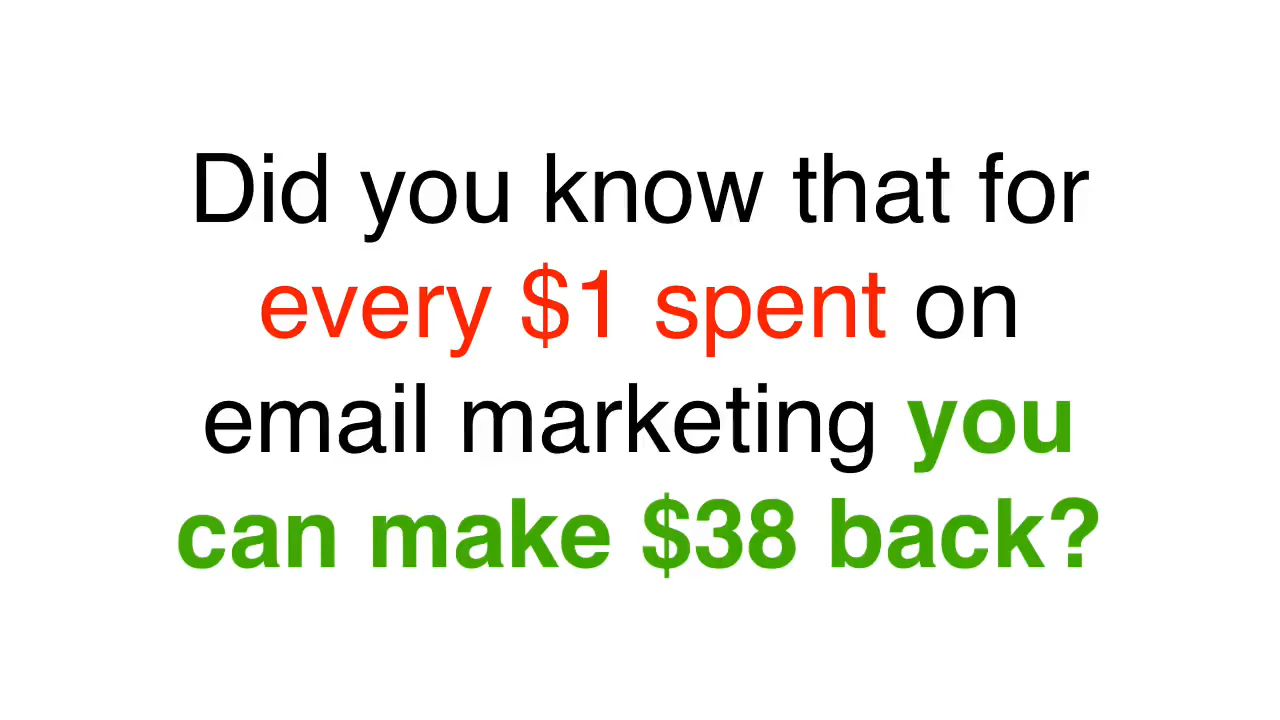 Did you know that for
every $1 spent on
email marketing you
can make $38 back?